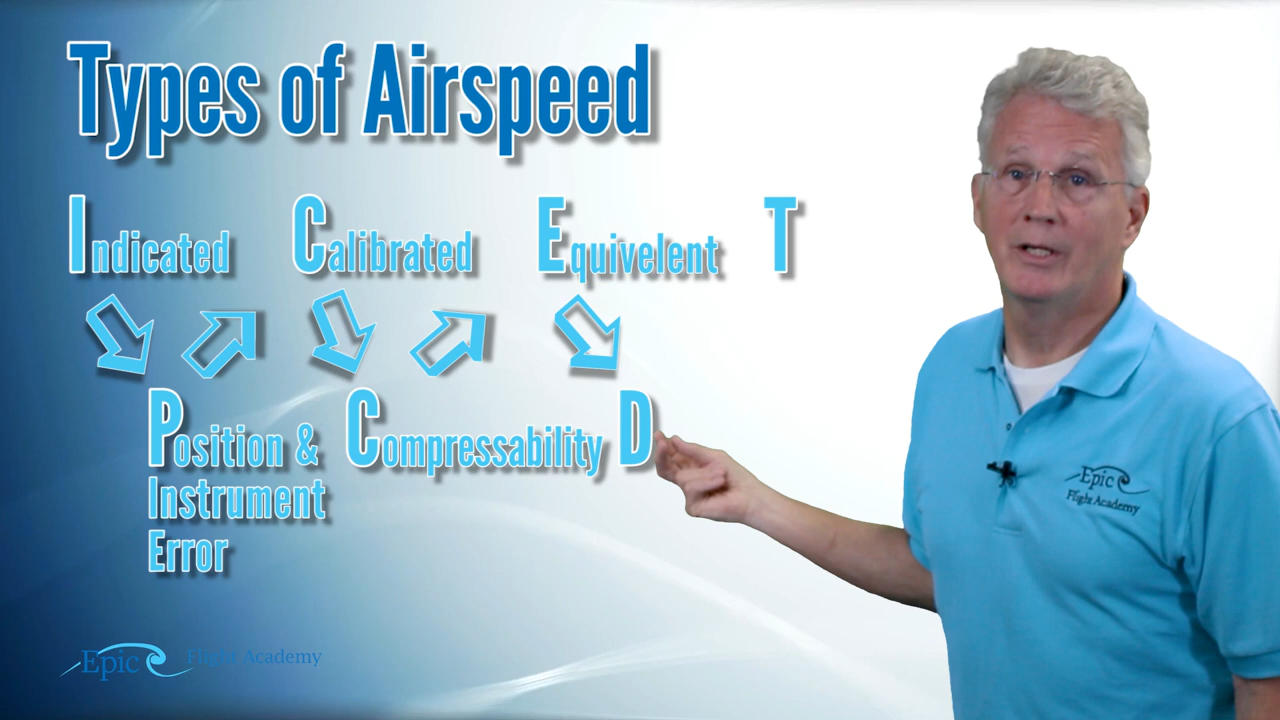 Types of Airspeed
Indicated Calibrated Equivelent T
Position & Compressability D
Instrument
Error
Epic Flight Academy
Epic
Flight Academy